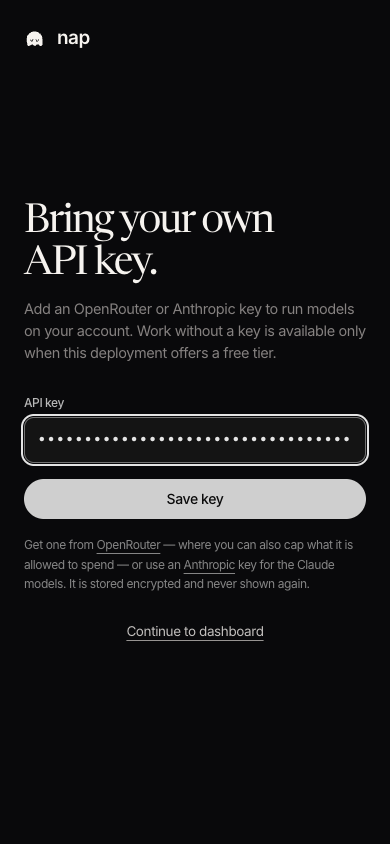 nap
Bring your own
API key.
Add an OpenRouter or Anthropic key to run models
on your account. Work without a key is available only
when this deployment offers a free tier.
API key
••••••••••••••••••••••••••••••••••
Save key
Get one from OpenRouter — where you can also cap what it is
allowed to spend — or use an Anthropic key for the Claude
models. It is stored encrypted and never shown again.
Continue to dashboard